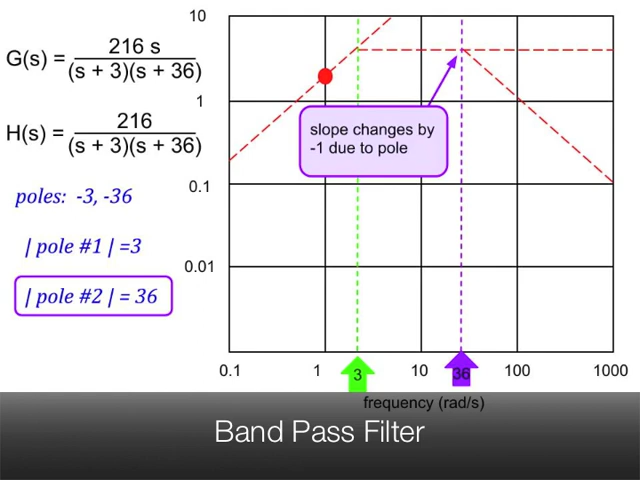 G(s) = 216 s / (s + 3)(s + 36)
H(s) = 216 / (s + 3)(s + 36)
poles: -3, -36
| pole #1 | =3
| pole #2 | = 36
10
1
0.1
0.01
slope changes by
-1 due to pole
0.1 1 3 10 36 100 1000
frequency (rad/s)
Band Pass Filter